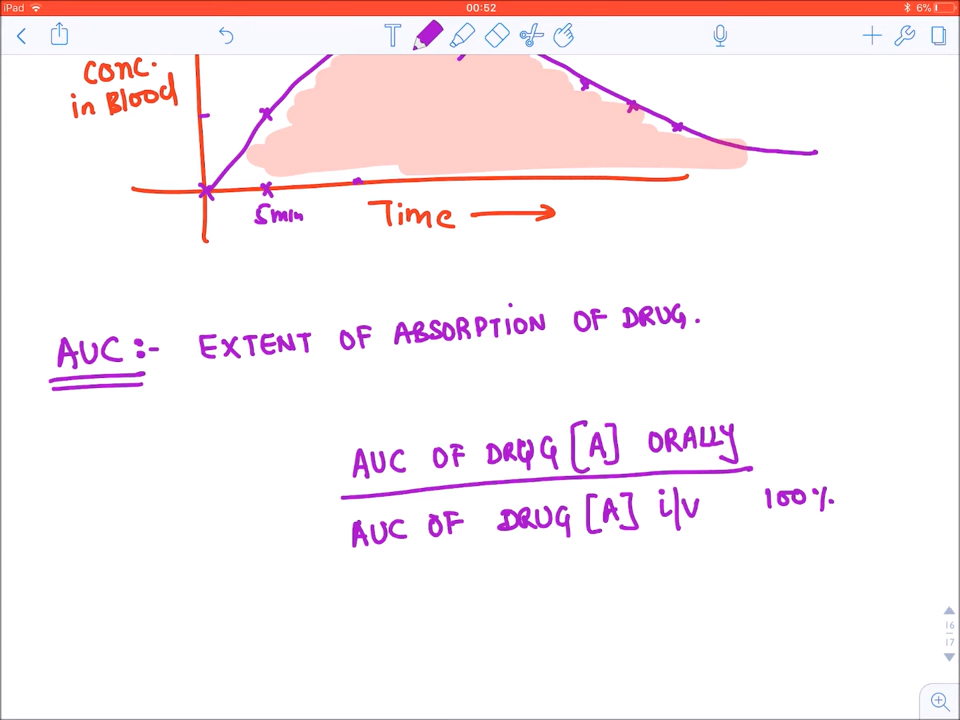 iPad 00:52 6%
T
conc.
in Blood
5min
Time
AUC :- EXTENT OF ABSORPTION OF DRUG.
AUC OF DRUG [A] ORALLY
AUC OF DRUG [A] i/v 100%
16
17